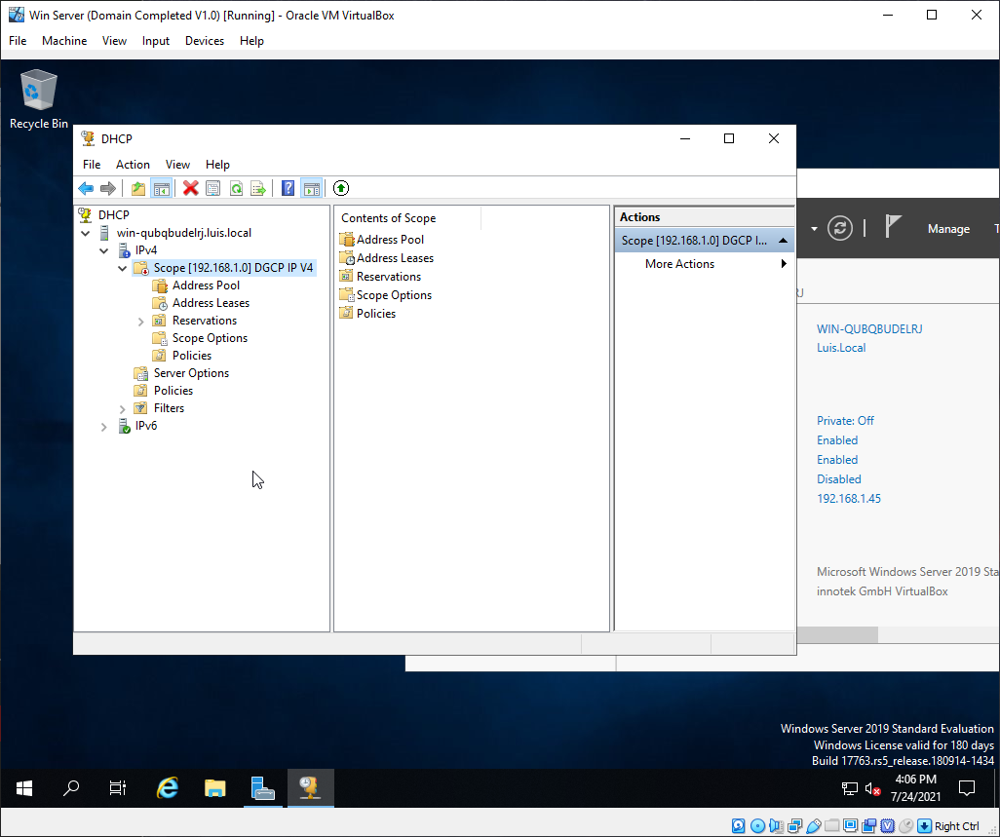 Win Server (Domain Completed V1.0) [Running] - Oracle VM VirtualBox
File Machine View Input Devices Help
Recycle Bin
DHCP
File Action View Help
DHCP
win-qubqbudelrj.luis.local
IPv4
Scope [192.168.1.0] DGCP IP V4
Address Pool
Address Leases
Reservations
Scope Options
Policies
Server Options
Policies
Filters
IPv6
Contents of Scope
Address Pool
Address Leases
Reservations
Scope Options
Policies
Actions
Scope [192.168.1.0] DGCP I...
More Actions
Manage T
RJ
WIN-QUBQBUDELRJ
Luis.Local
Private: Off
Enabled
Enabled
Disabled
192.168.1.45
Microsoft Windows Server 2019 Sta
innotek GmbH VirtualBox
Windows Server 2019 Standard Evaluation
Windows License valid for 180 days
Build 17763.rs5_release.180914-1434
4:06 PM
7/24/2021
Right Ctrl